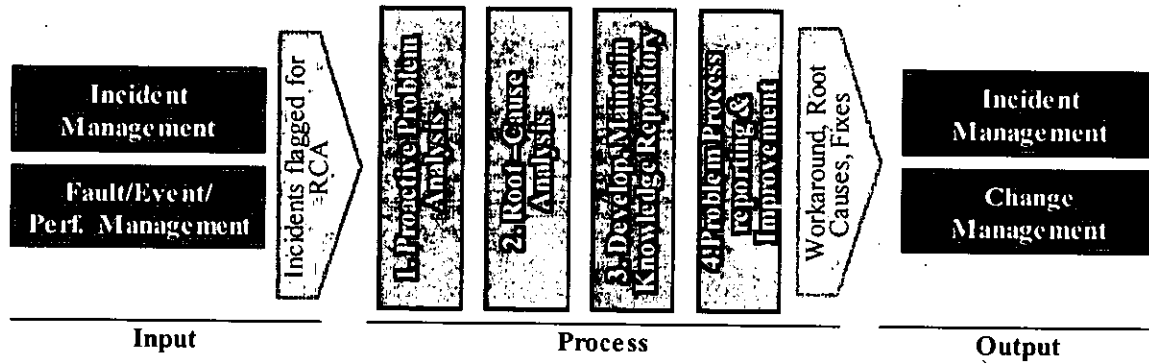 Incident
Management
Fault/Event/
Perf. Management
Incidents flagged for
RCA
1. Proactive Problem
Analysis
2. Root-Cause
Analysis
3. Develop/Maintain
Knowledge Repository
4. Problem Process
reporting &
Improvement
Workaround, Root
Causes, Fixes
Incident
Management
Change
Management
Input
Process
Output